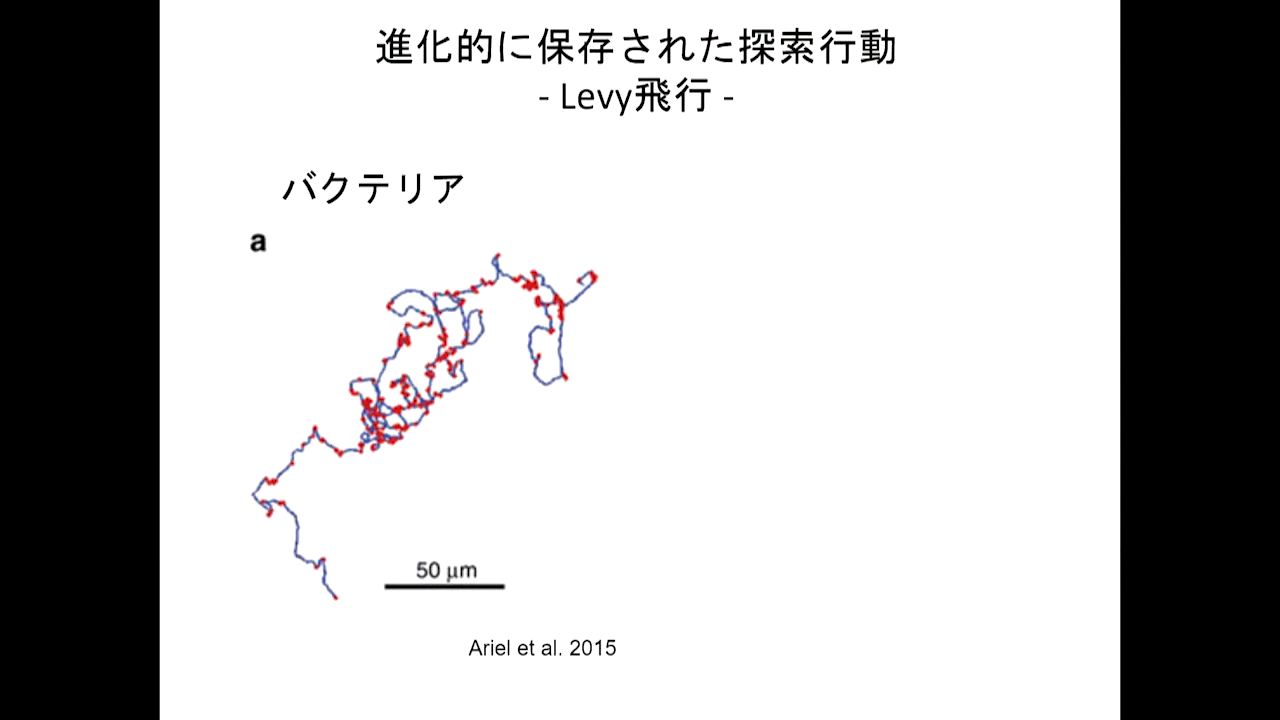 進化的に保存された探索行動
- Levy飛行 -
バクテリア
a
50 μm
Ariel et al. 2015